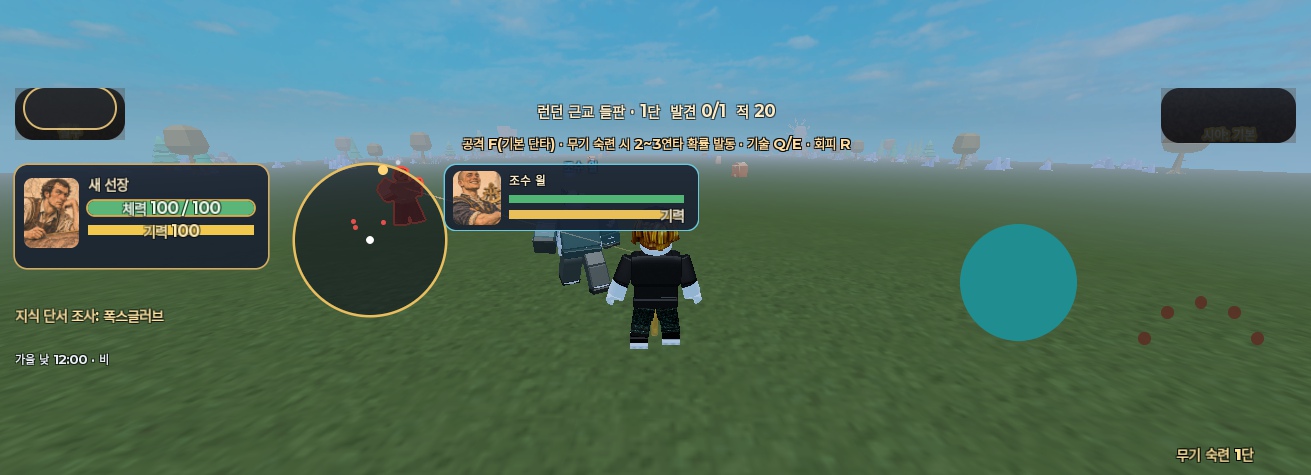 런던 근교 들판 · 1단 발견 0/1 적 20
공격 F(기본 단타) · 무기 숙련 시 2~3연타 확률 발동 · 기술 Q/E · 회피 R
새 선장
체력 100 / 100
기력 100
조수 윌
기력
지식 단서 조사: 폭스글러브
가을 낮 12:00 · 비
무기 숙련 1단